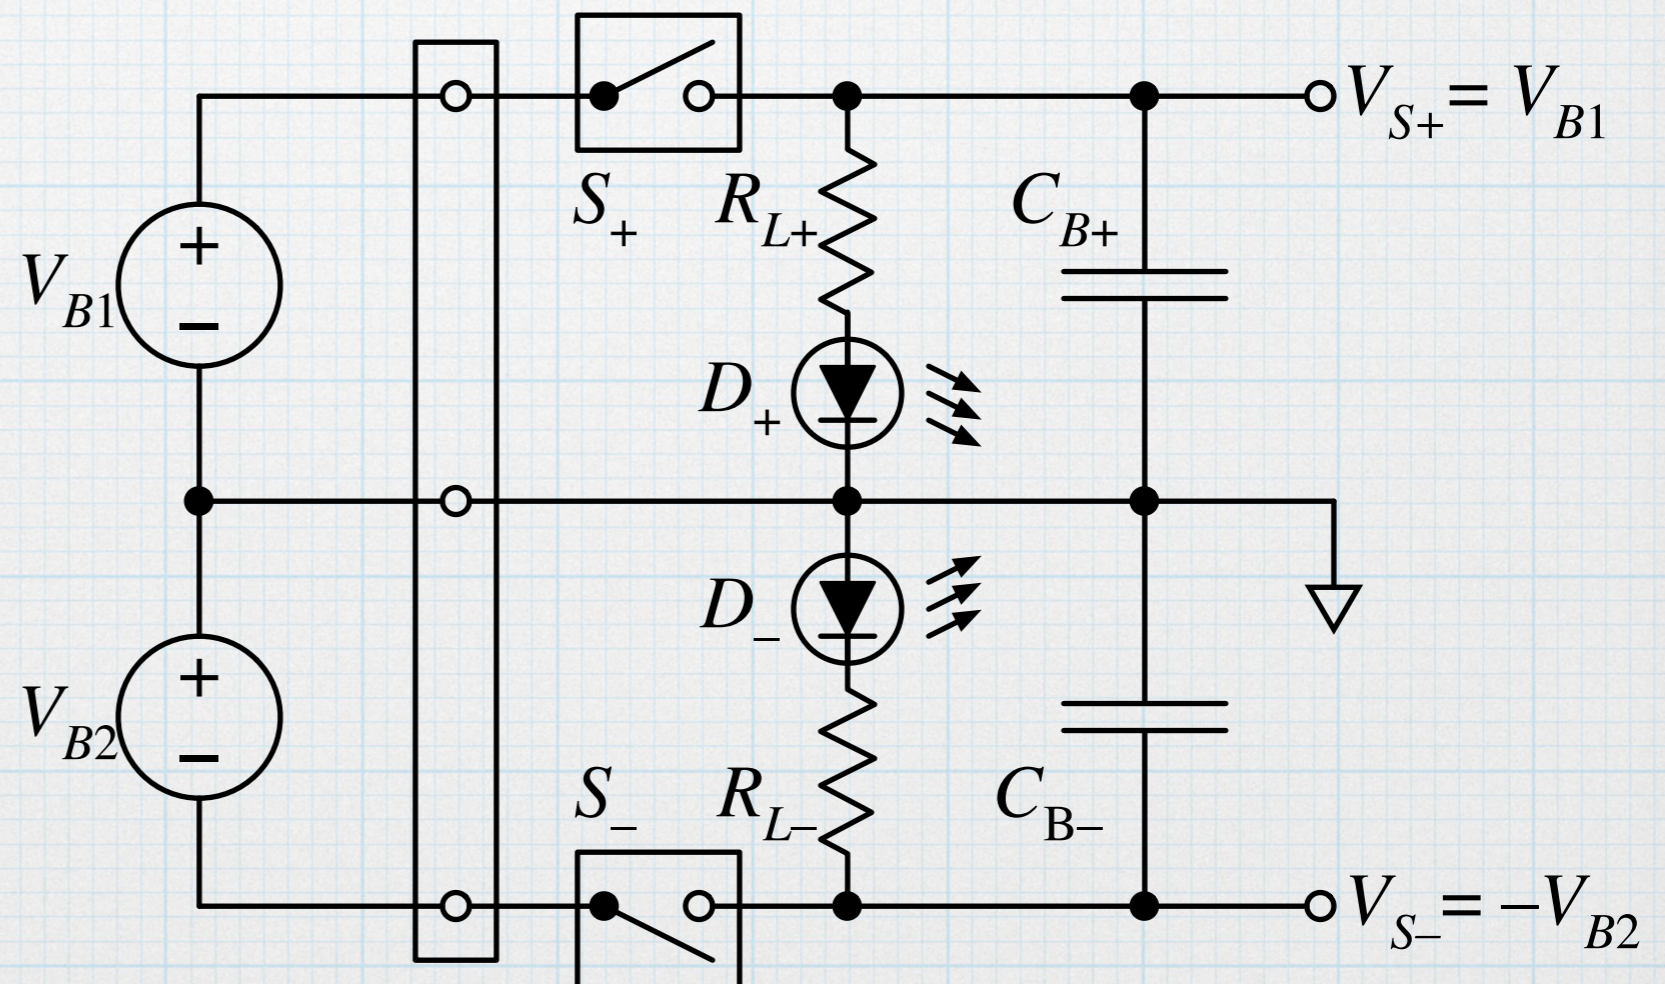 V_S+ = V_B1
S_+
R_L+
C_B+
+
V_B1
−
D_+
D_−
+
V_B2
−
S_−
R_L−
C_B−
V_S− = −V_B2